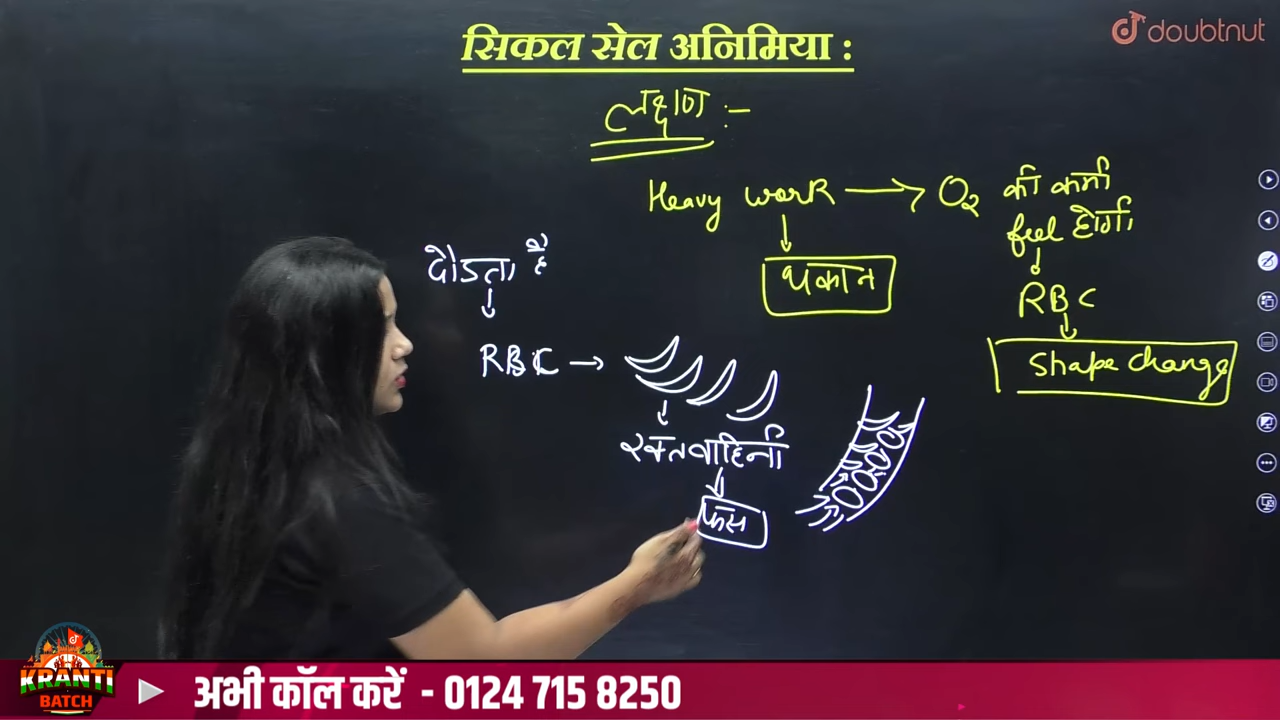 सिकल सेल अनिमिया :
doubtnut
लक्षण :-
Heavy work → O2 की कमी
feel होगी
↓
थकान
↓
RBC
↓
Shape change
दौडता है
↓
RBC →
↓
रक्तवाहिनी
↓
फंस
KRANTI
BATCH
अभी कॉल करें - 0124 715 8250